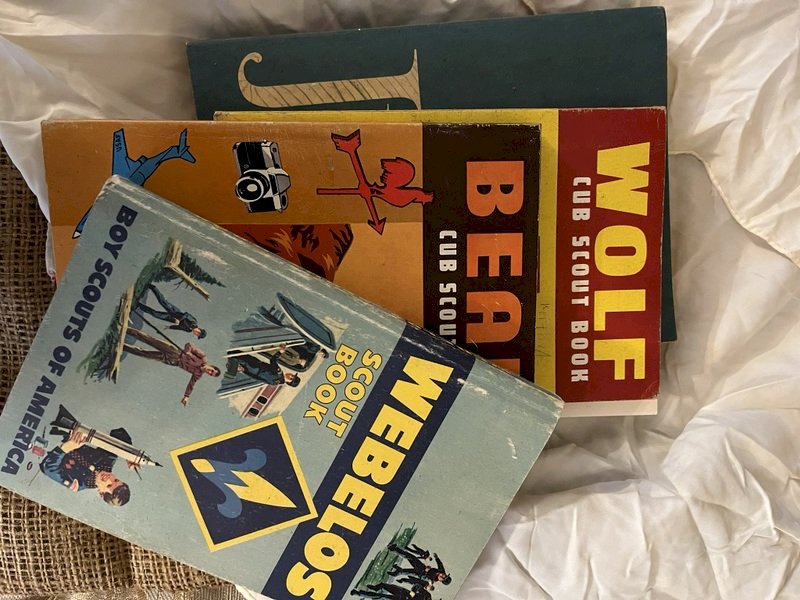 WOLF
CUB SCOUT BOOK
BEA
CUB SCOUT
WEBELOS
SCOUT
BOOK
BOY SCOUTS OF AMERICA